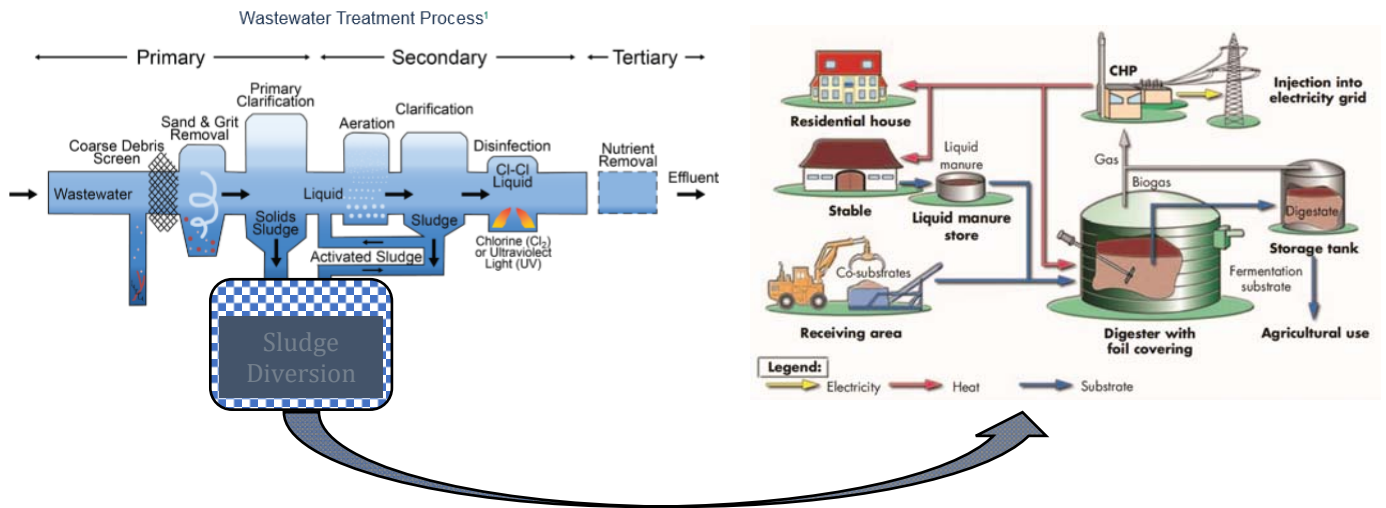 Wastewater Treatment Process¹
Primary
Secondary
Tertiary
Coarse Debris
Screen
Sand & Grit
Removal
Primary
Clarification
Aeration
Clarification
Disinfection
Nutrient
Removal
Effluent
Wastewater
Liquid
Cl-Cl
Liquid
Solids
Sludge
Sludge
Activated Sludge
Chlorine (Cl₂)
or Ultraviolect
Light (UV)
Sludge
Diversion
CHP
Injection into
electricity grid
Residential house
Gas
Biogas
Liquid
manure
Stable
Liquid manure
store
Digestate
Storage tank
Co-substrates
Fermentation
substrate
Receiving area
Digester with
foil covering
Agricultural use
Legend:
Electricity
Heat
Substrate